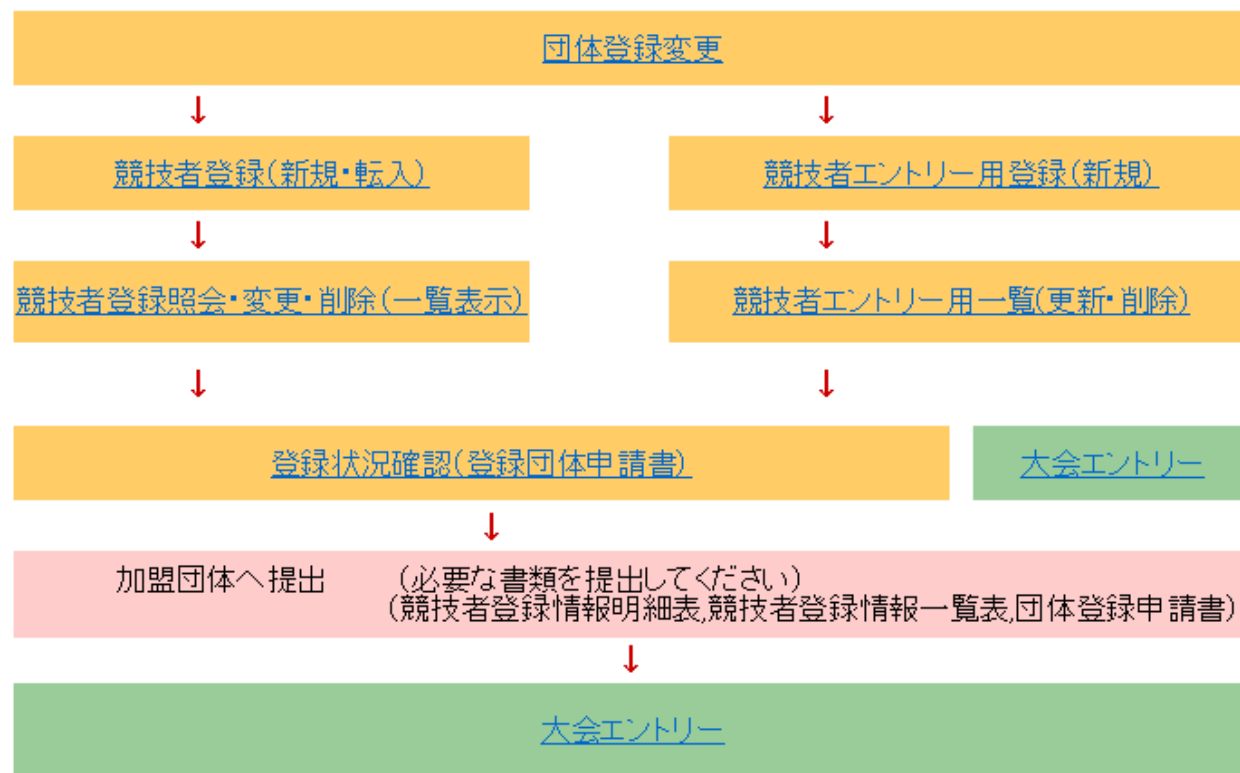 団体登録変更
↓ ↓
競技者登録(新規・転入) 競技者エントリー用登録(新規)
↓ ↓
競技者登録照会・変更・削除(一覧表示) 競技者エントリー用一覧(更新・削除)
↓ ↓
登録状況確認(登録団体申請書) 大会エントリー
↓
加盟団体へ提出 (必要な書類を提出してください)
(競技者登録情報明細表,競技者登録情報一覧表,団体登録申請書)
↓
大会エントリー